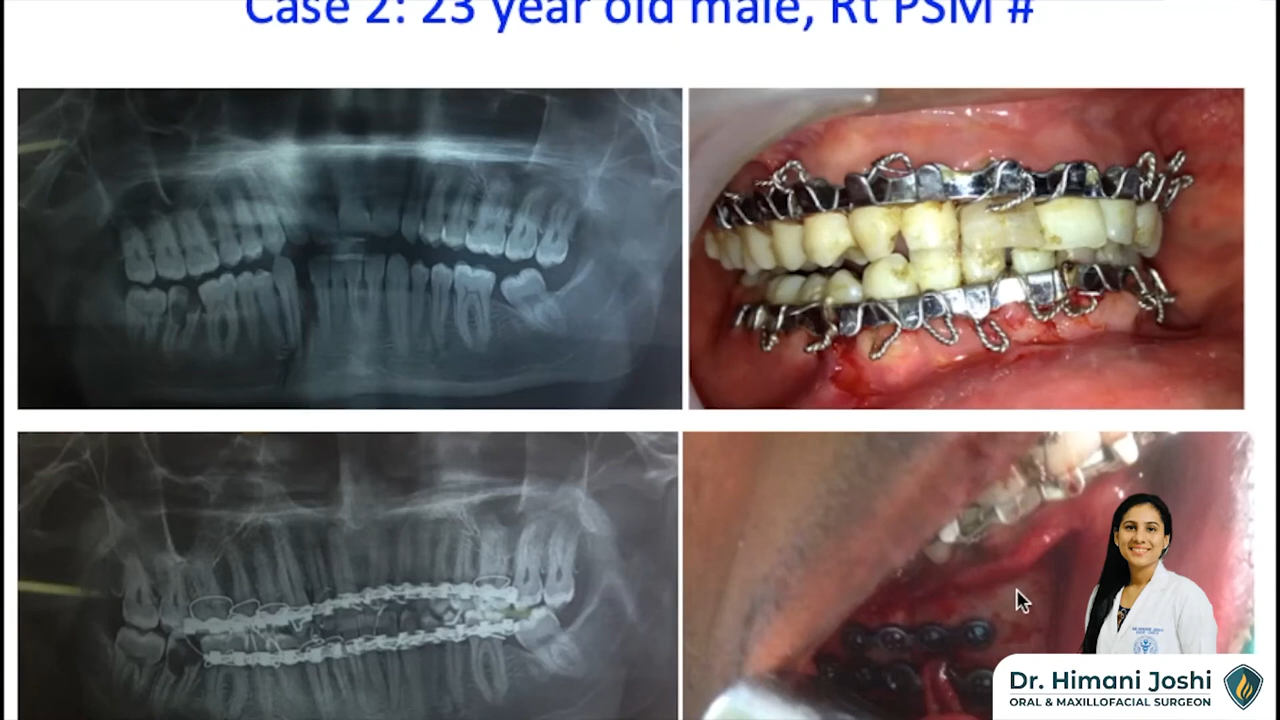 Case 2: 23 year old male, Rt PSM #
Dr. Himani Joshi
ORAL & MAXILLOFACIAL SURGEON